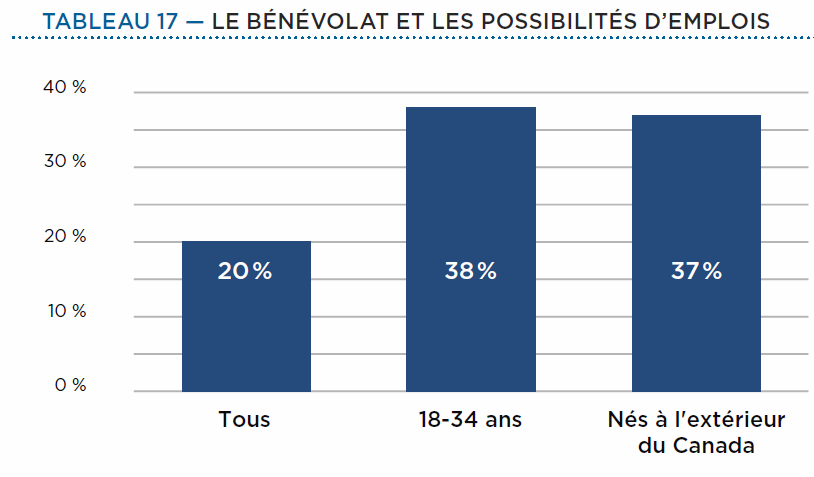 TABLEAU 17 — LE BÉNÉVOLAT ET LES POSSIBILITÉS D’EMPLOIS
40 %
30 %
20 %
10 %
0 %
20 %
38 %
37 %
Tous
18-34 ans
Nés à l'extérieur
du Canada